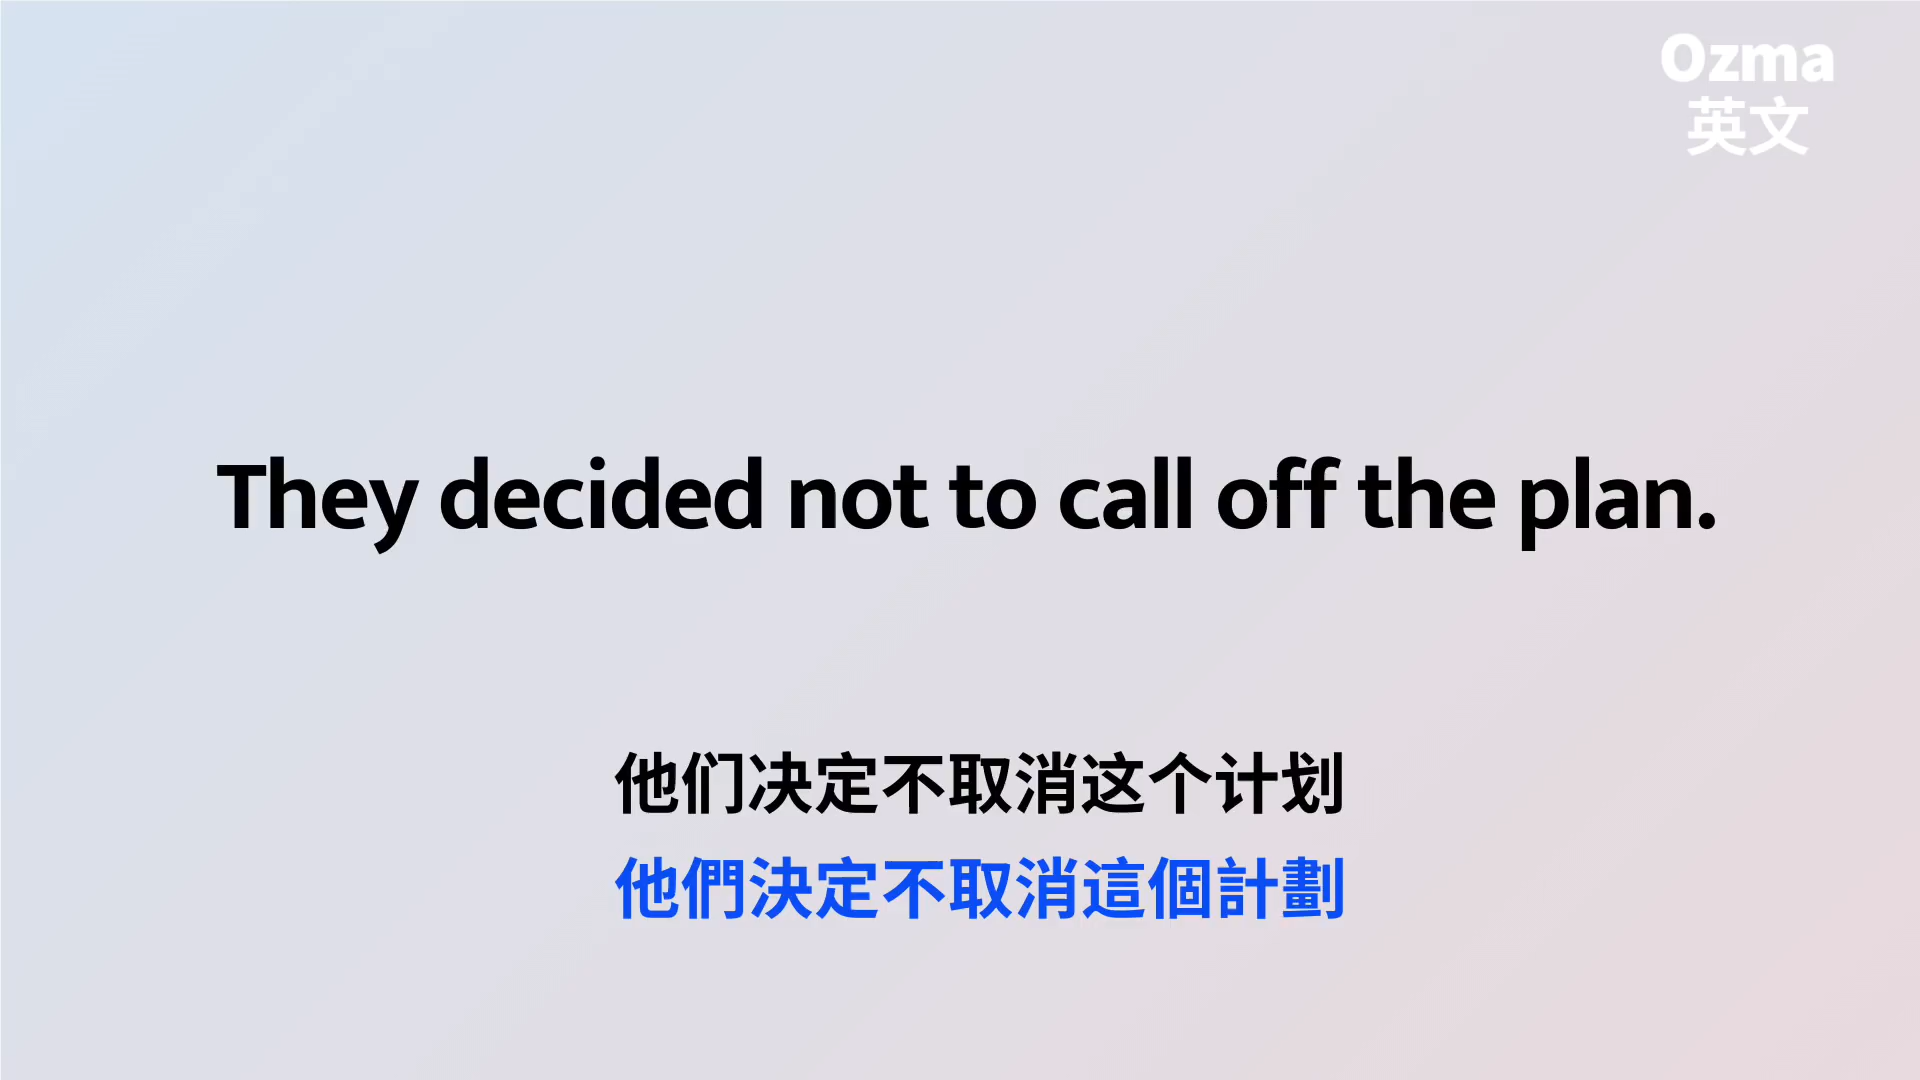 Ozma
英文
They decided not to call off the plan.
他们决定不取消这个计划
他們決定不取消這個計劃